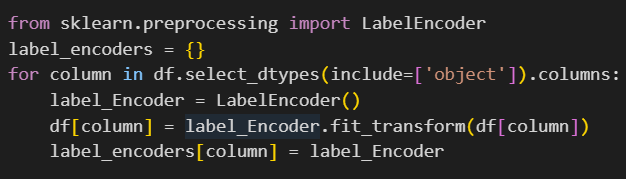 from sklearn.preprocessing import LabelEncoder
label_encoders = {}
for column in df.select_dtypes(include=['object']).columns:
    label_Encoder = LabelEncoder()
    df[column] = label_Encoder.fit_transform(df[column])
    label_encoders[column] = label_Encoder